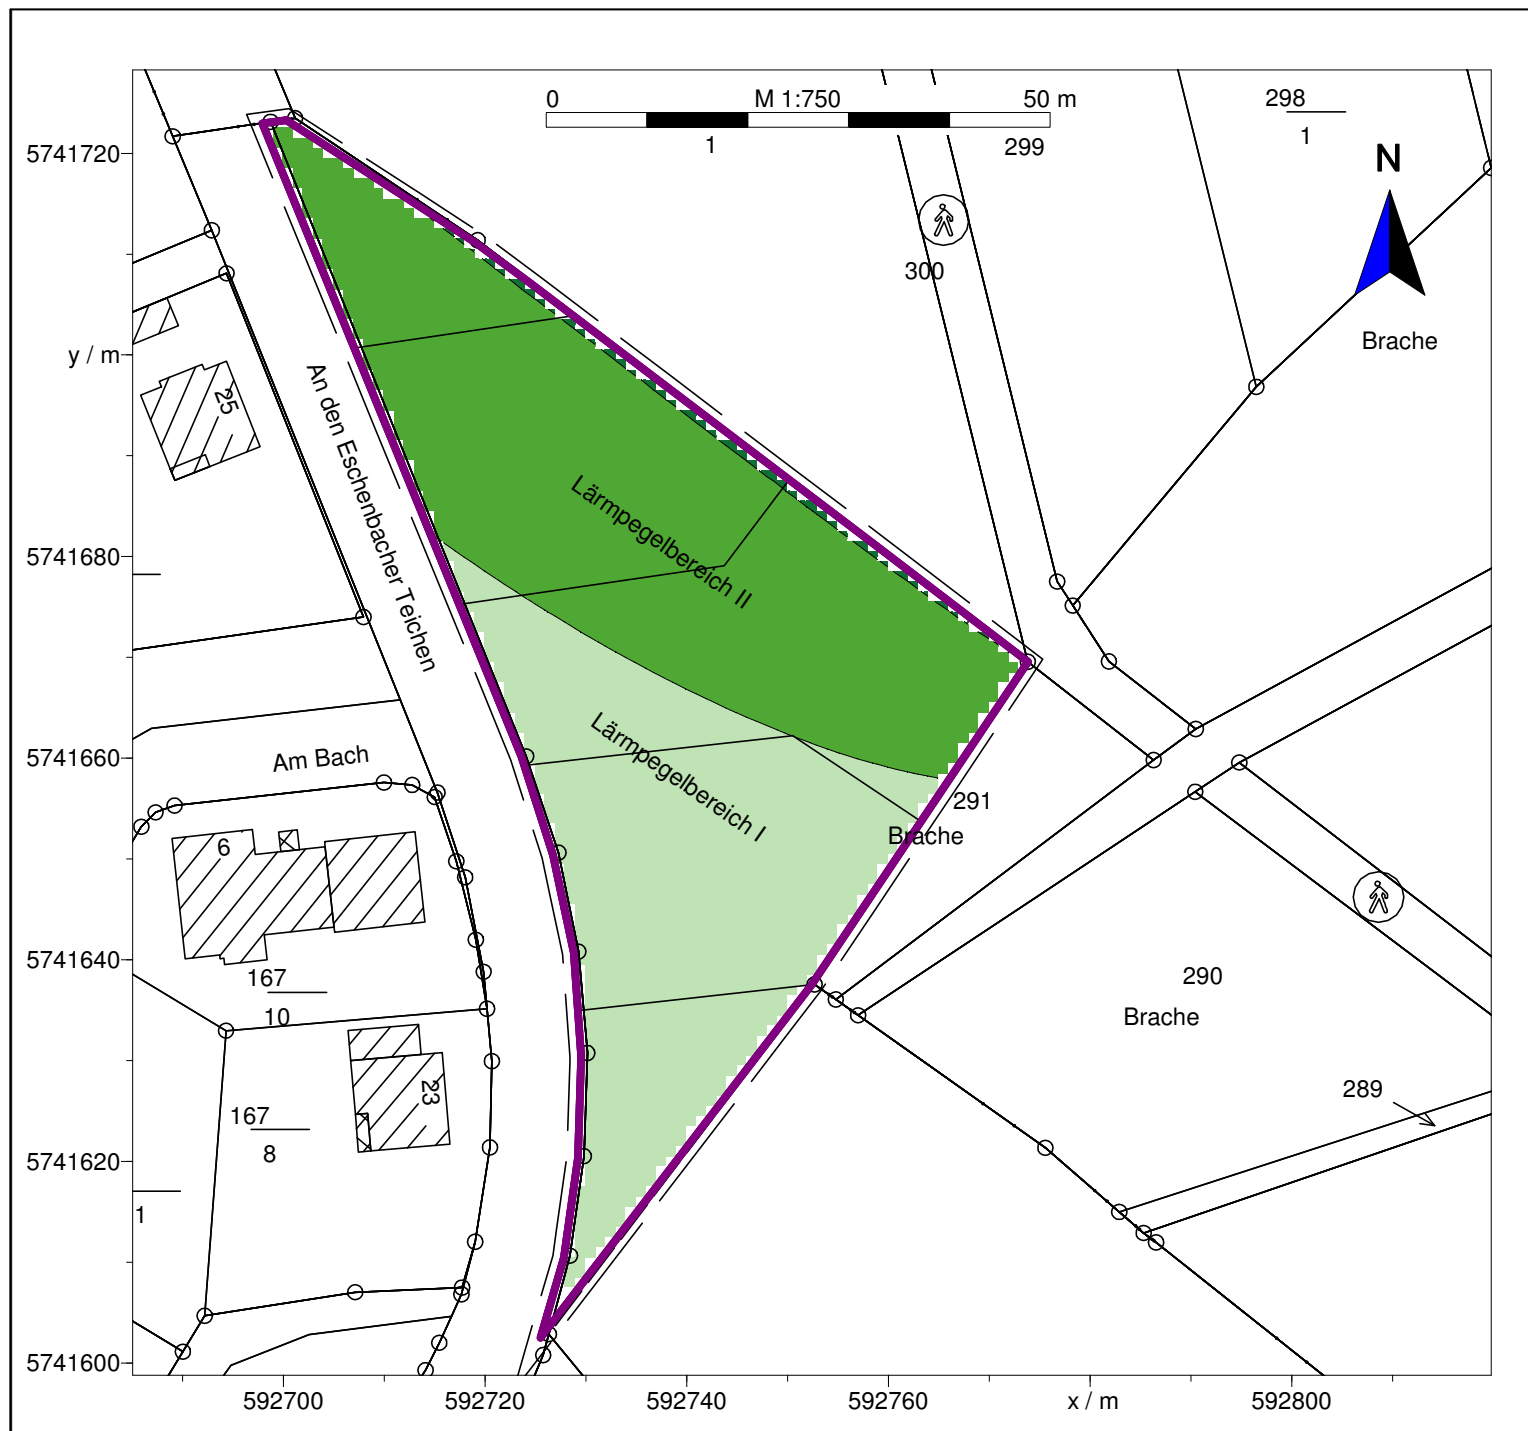 0 M 1:750 50 m
1
299
298
1
N
5741720
300
Brache
y / m
25
An den Eschenbacher Teichen
Lärmpegelbereich II
5741680
Lärmpegelbereich I
5741660
Am Bach
291
Brache
6
5741640
167
10
290
Brache
23
289
167
8
5741620
1
5741600
592700 592720 592740 592760 x / m 592800